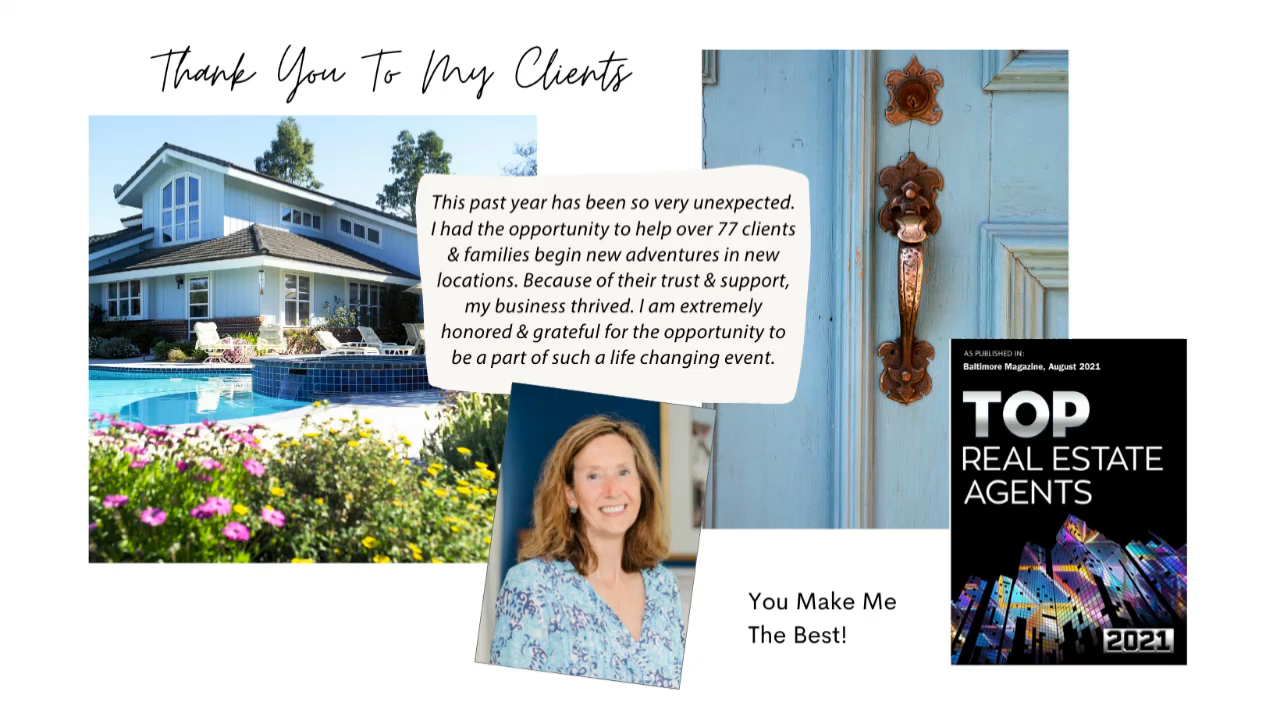 Thank You To My Clients
This past year has been so very unexpected.
I had the opportunity to help over 77 clients
& families begin new adventures in new
locations. Because of their trust & support,
my business thrived. I am extremely
honored & grateful for the opportunity to
be a part of such a life changing event.
AS PUBLISHED IN:
Baltimore Magazine, August 2021
TOP
REAL ESTATE
AGENTS
2021
You Make Me
The Best!